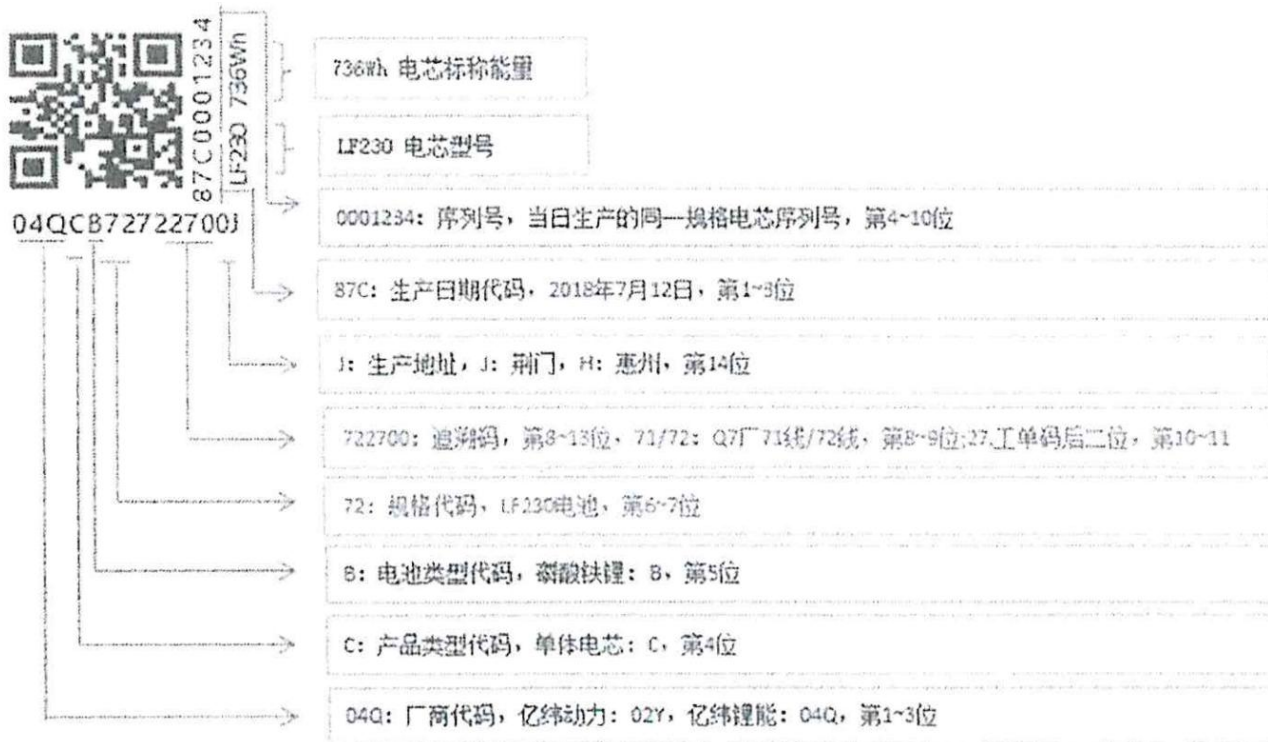 87C0001234
LF230 736Wh
04QCB72722700J
736Wh 电芯标称能量
LF230 电芯型号
0001234: 序列号，当日生产的同一规格电芯序列号，第4~10位
87C: 生产日期代码，2018年7月12日，第1~3位
J: 生产地址，J: 荆门，H: 惠州，第14位
722700: 追溯码，第8~13位，71/72: Q7厂71线/72线，第8~9位;27.工单码后二位，第10~11
72: 规格代码，LF230电池，第6~7位
B: 电池类型代码，磷酸铁锂: B，第5位
C: 产品类型代码，单体电芯: C，第4位
04Q: 厂商代码，亿纬动力: 02Y，亿纬锂能: 04Q，第1~3位